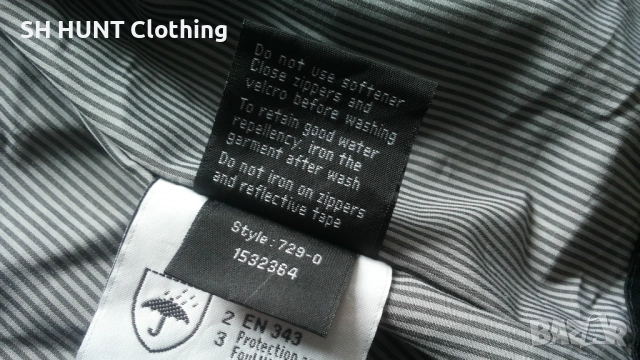 SH HUNT Clothing
Do not use softener
Close zippers and
velcro before washing
To retain good water
repellency, iron the
garment after wash
Do not iron on zippers
and reflective tape
Style: 729-0
1532364
2 EN 343
3 Protection
BAZAR